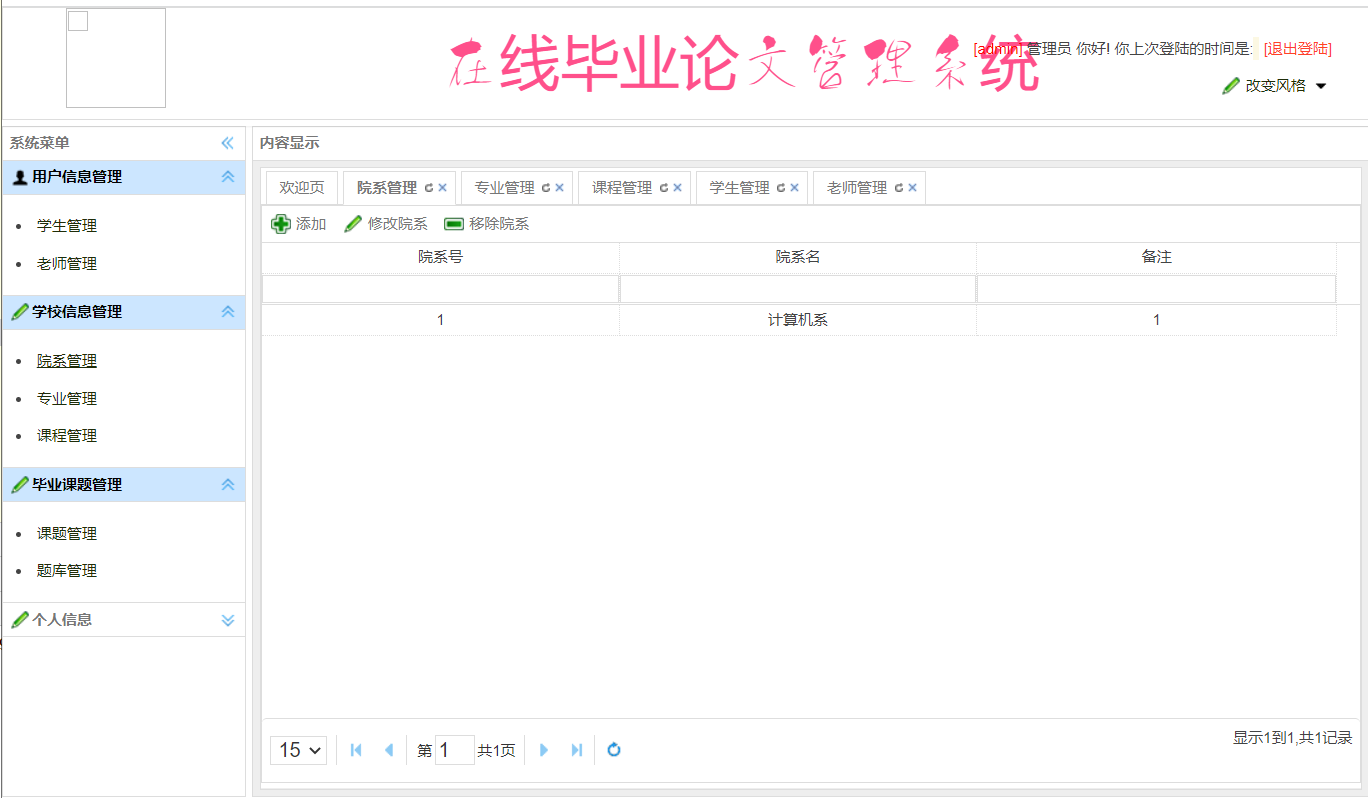 在线毕业论文管理系统
[admin] 管理员 你好! 你上次登陆的时间是: [退出登陆]
改变风格
系统菜单
用户信息管理
学生管理
老师管理
学校信息管理
院系管理
专业管理
课程管理
毕业课题管理
课题管理
题库管理
个人信息
内容显示
欢迎页 院系管理 专业管理 课程管理 学生管理 老师管理
添加 修改院系 移除院系
院系号 院系名 备注
1 计算机系 1
15 第 1 共1页 显示1到1,共1记录